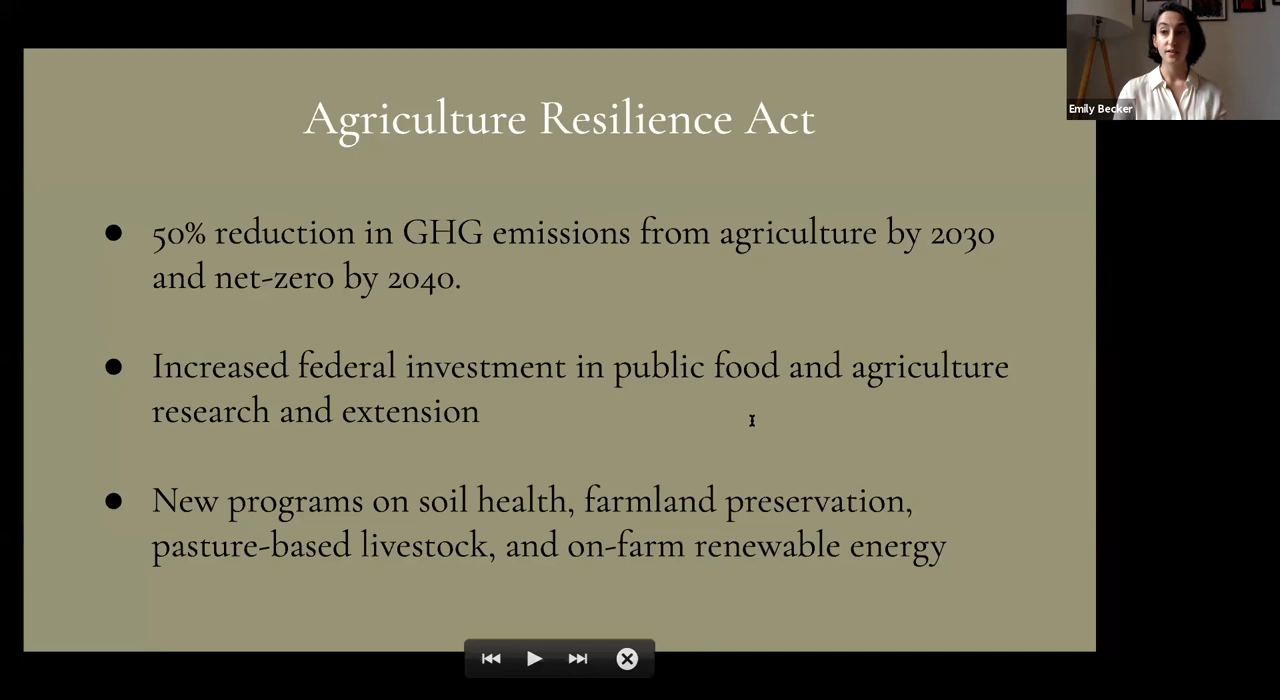 Agriculture Resilience Act
● 50% reduction in GHG emissions from agriculture by 2030
and net-zero by 2040.
● Increased federal investment in public food and agriculture
research and extension
● New programs on soil health, farmland preservation,
pasture-based livestock, and on-farm renewable energy
Emily Becker